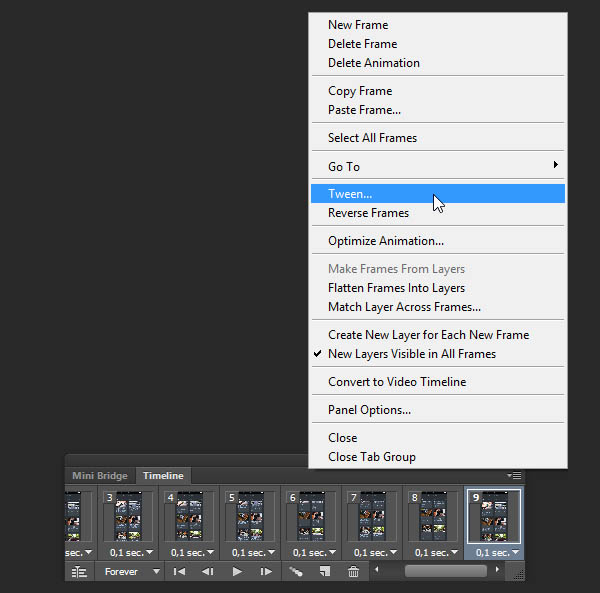 New Frame
Delete Frame
Delete Animation
Copy Frame
Paste Frame...
Select All Frames
Go To
Tween...
Reverse Frames
Optimize Animation...
Make Frames From Layers
Flatten Frames Into Layers
Match Layer Across Frames...
Create New Layer for Each New Frame
New Layers Visible in All Frames
Convert to Video Timeline
Panel Options...
Close
Close Tab Group
Mini Bridge Timeline
3 4 5 6 7 8 9
sec. 0,1 sec. 0,1 sec. 0,1 sec. 0,1 sec. 0,1 sec. 0,1 sec. 0,1 sec.
Forever